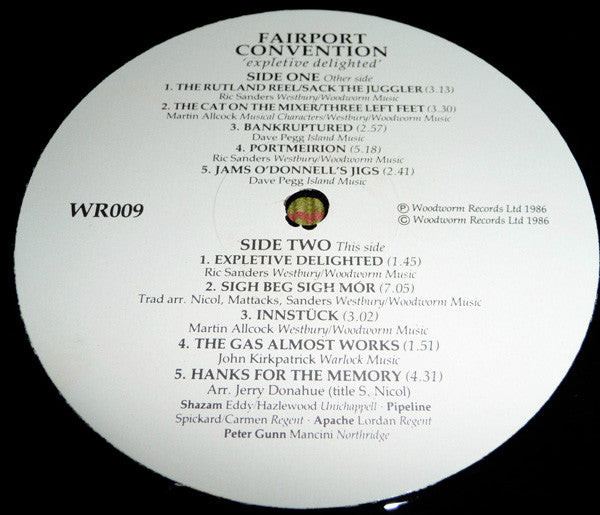 FAIRPORT
CONVENTION
'expletive delighted'
SIDE ONE Other side
1. THE RUTLAND REEL/SACK THE JUGGLER (3.13)
Ric Sanders Westbury/Woodworm Music
2. THE CAT ON THE MIXER/THREE LEFT FEET (3.30)
Martin Allcock Musical Characters/Westbury/Woodworm Music
3. BANKRUPTURED (2.57)
Dave Pegg Island Music
4. PORTMEIRION (5.18)
Ric Sanders Westbury/Woodworm Music
5. JAMS O'DONNELL'S JIGS (2.41)
Dave Pegg Island Music
WR009
℗ Woodworm Records Ltd 1986
© Woodworm Records Ltd 1986
SIDE TWO This side
1. EXPLETIVE DELIGHTED (1.45)
Ric Sanders Westbury/Woodworm Music
2. SIGH BEG SIGH MÓR (7.05)
Trad arr. Nicol, Mattacks, Sanders Westbury/Woodworm Music
3. INNSTÜCK (3.02)
Martin Allcock Westbury/Woodworm Music
4. THE GAS ALMOST WORKS (1.51)
John Kirkpatrick Warlock Music
5. HANKS FOR THE MEMORY (4.31)
Arr. Jerry Donahue (title S. Nicol)
Shazam Eddy/Hazlewood Unichappell · Pipeline
Spickard/Carmen Regent · Apache Lordan Regent
Peter Gunn Mancini Northridge